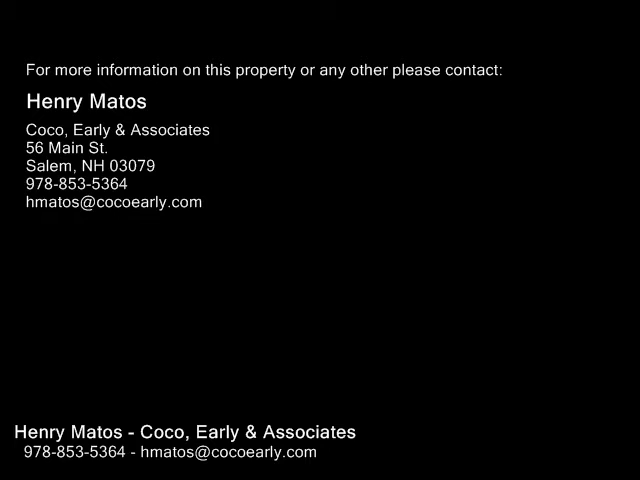 For more information on this property or any other please contact:
Henry Matos
Coco, Early & Associates
56 Main St.
Salem, NH 03079
978-853-5364
hmatos@cocoearly.com
Henry Matos - Coco, Early & Associates
978-853-5364 - hmatos@cocoearly.com